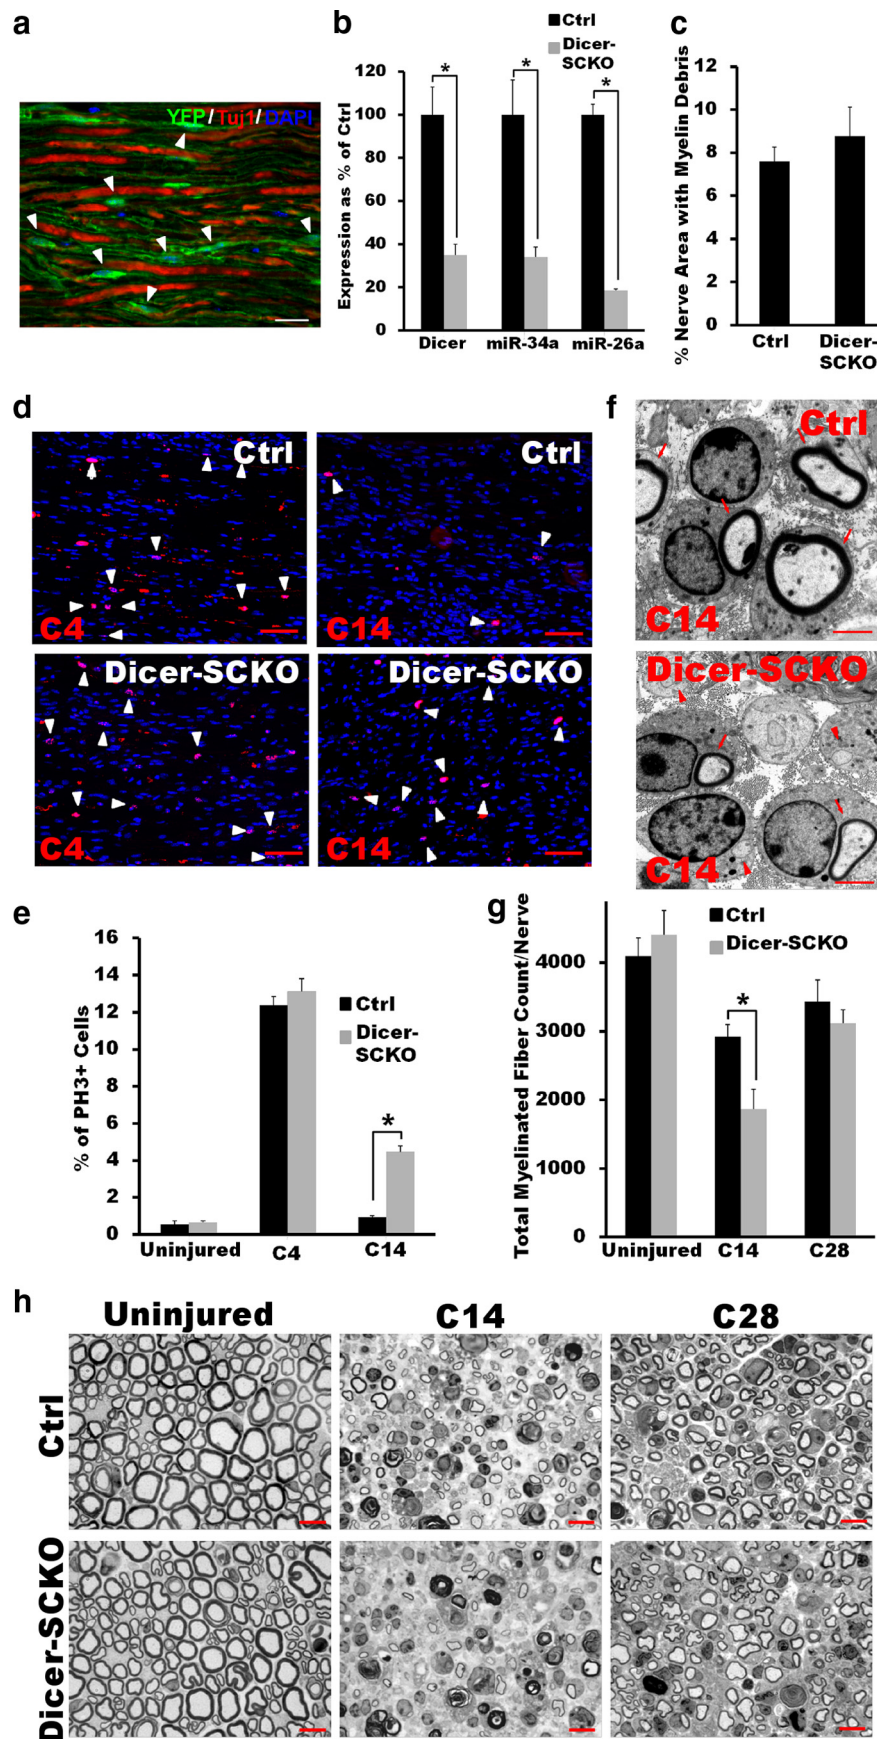 a
YFP/Tuj1/DAPI
b
Ctrl
Dicer-
SCKO
Expression as % of Ctrl
120
100
80
60
40
20
0
*
*
*
Dicer
miR-34a
miR-26a
c
% Nerve Area with Myelin Debris
12
10
8
6
4
2
0
Ctrl
Dicer-
SCKO
d
Ctrl
C4
Ctrl
C14
Dicer-SCKO
C4
Dicer-SCKO
C14
f
Ctrl
C14
Dicer-SCKO
C14
e
% of PH3+ Cells
16
14
12
10
8
6
4
2
0
Ctrl
Dicer-
SCKO
*
Uninjured
C4
C14
g
Total Myelinated Fiber Count/Nerve
4000
3000
2000
1000
0
Ctrl
Dicer-SCKO
*
Uninjured
C14
C28
h
Uninjured
C14
C28
Ctrl
Dicer-SCKO